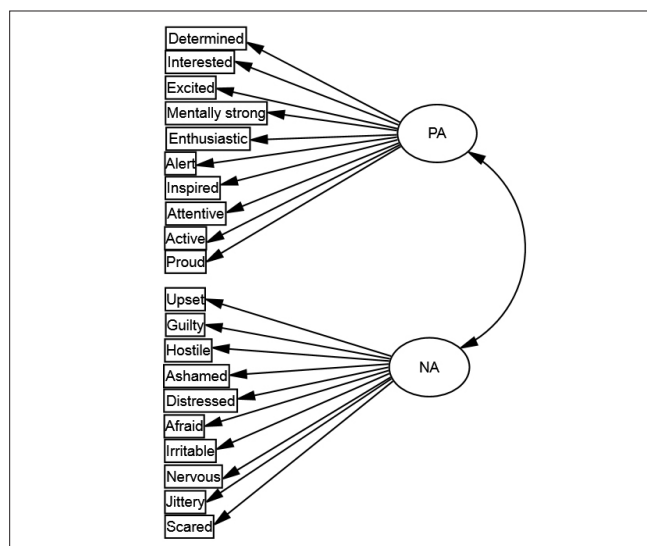 Determined
Interested
Excited
Mentally strong
Enthusiastic
Alert
Inspired
Attentive
Active
Proud
PA
Upset
Guilty
Hostile
Ashamed
Distressed
Afraid
Irritable
Nervous
Jittery
Scared
NA